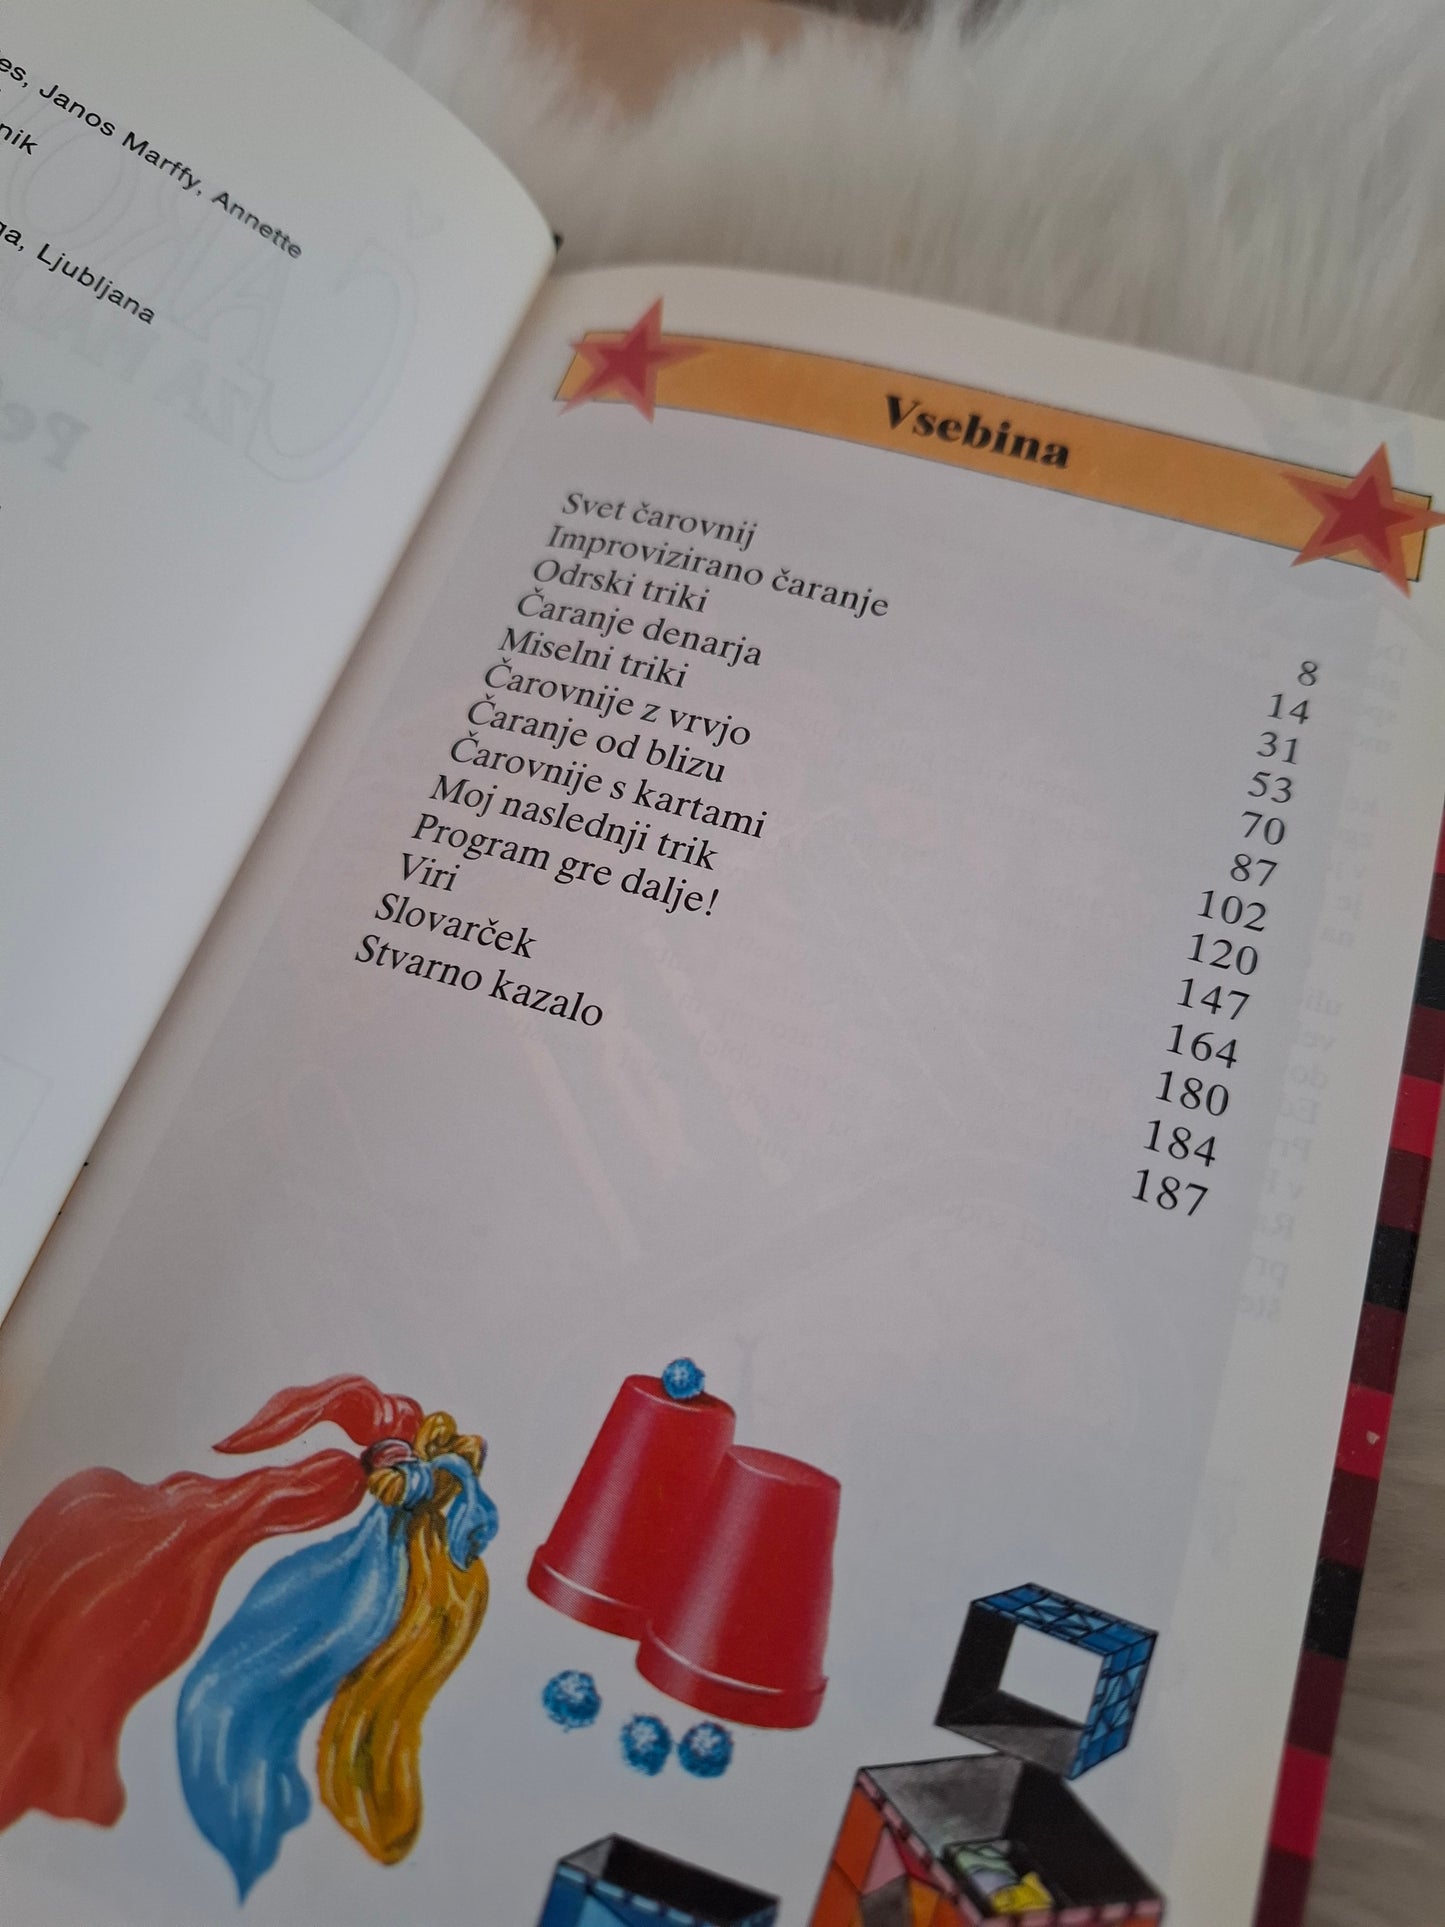 es, Janos Marffy, Annette
nik
ga, Ljubljana
Vsebina
Svet čarovnij 8
Improvizirano čaranje 14
Odrski triki 31
Čaranje denarja 53
Miselni triki 70
Čarovnije z vrvjo 87
Čaranje od blizu 102
Čarovnije s kartami 120
Moj naslednji trik 147
Program gre dalje! 164
Viri 180
Slovarček 184
Stvarno kazalo 187